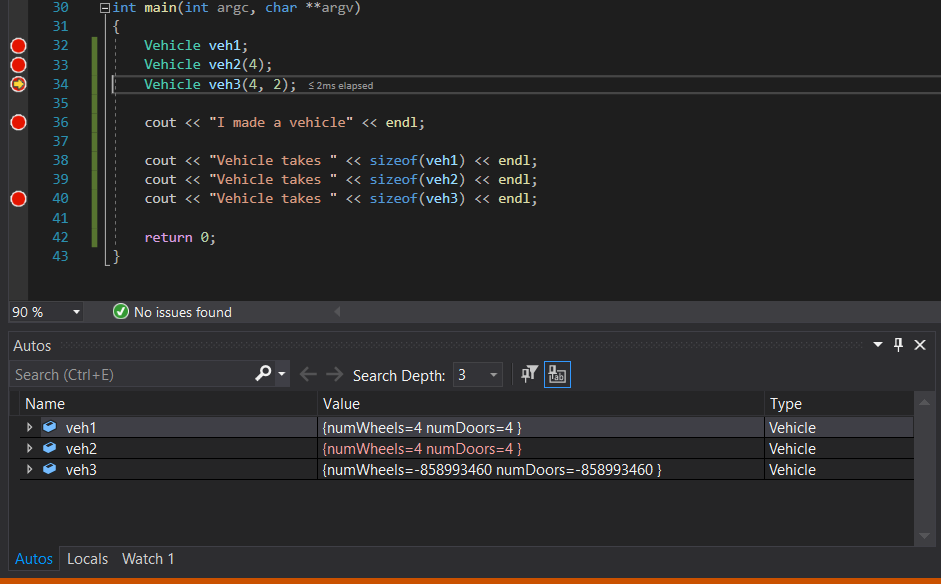 30 int main(int argc, char **argv)
31 {
32 Vehicle veh1;
33 Vehicle veh2(4);
34 Vehicle veh3(4, 2); ≤2ms elapsed
35
36 cout << "I made a vehicle" << endl;
37
38 cout << "Vehicle takes " << sizeof(veh1) << endl;
39 cout << "Vehicle takes " << sizeof(veh2) << endl;
40 cout << "Vehicle takes " << sizeof(veh3) << endl;
41
42 return 0;
43 }
90 % No issues found
Autos
Search (Ctrl+E) Search Depth: 3
Name Value Type
veh1 {numWheels=4 numDoors=4 } Vehicle
veh2 {numWheels=4 numDoors=4 } Vehicle
veh3 {numWheels=-858993460 numDoors=-858993460 } Vehicle
Autos Locals Watch 1